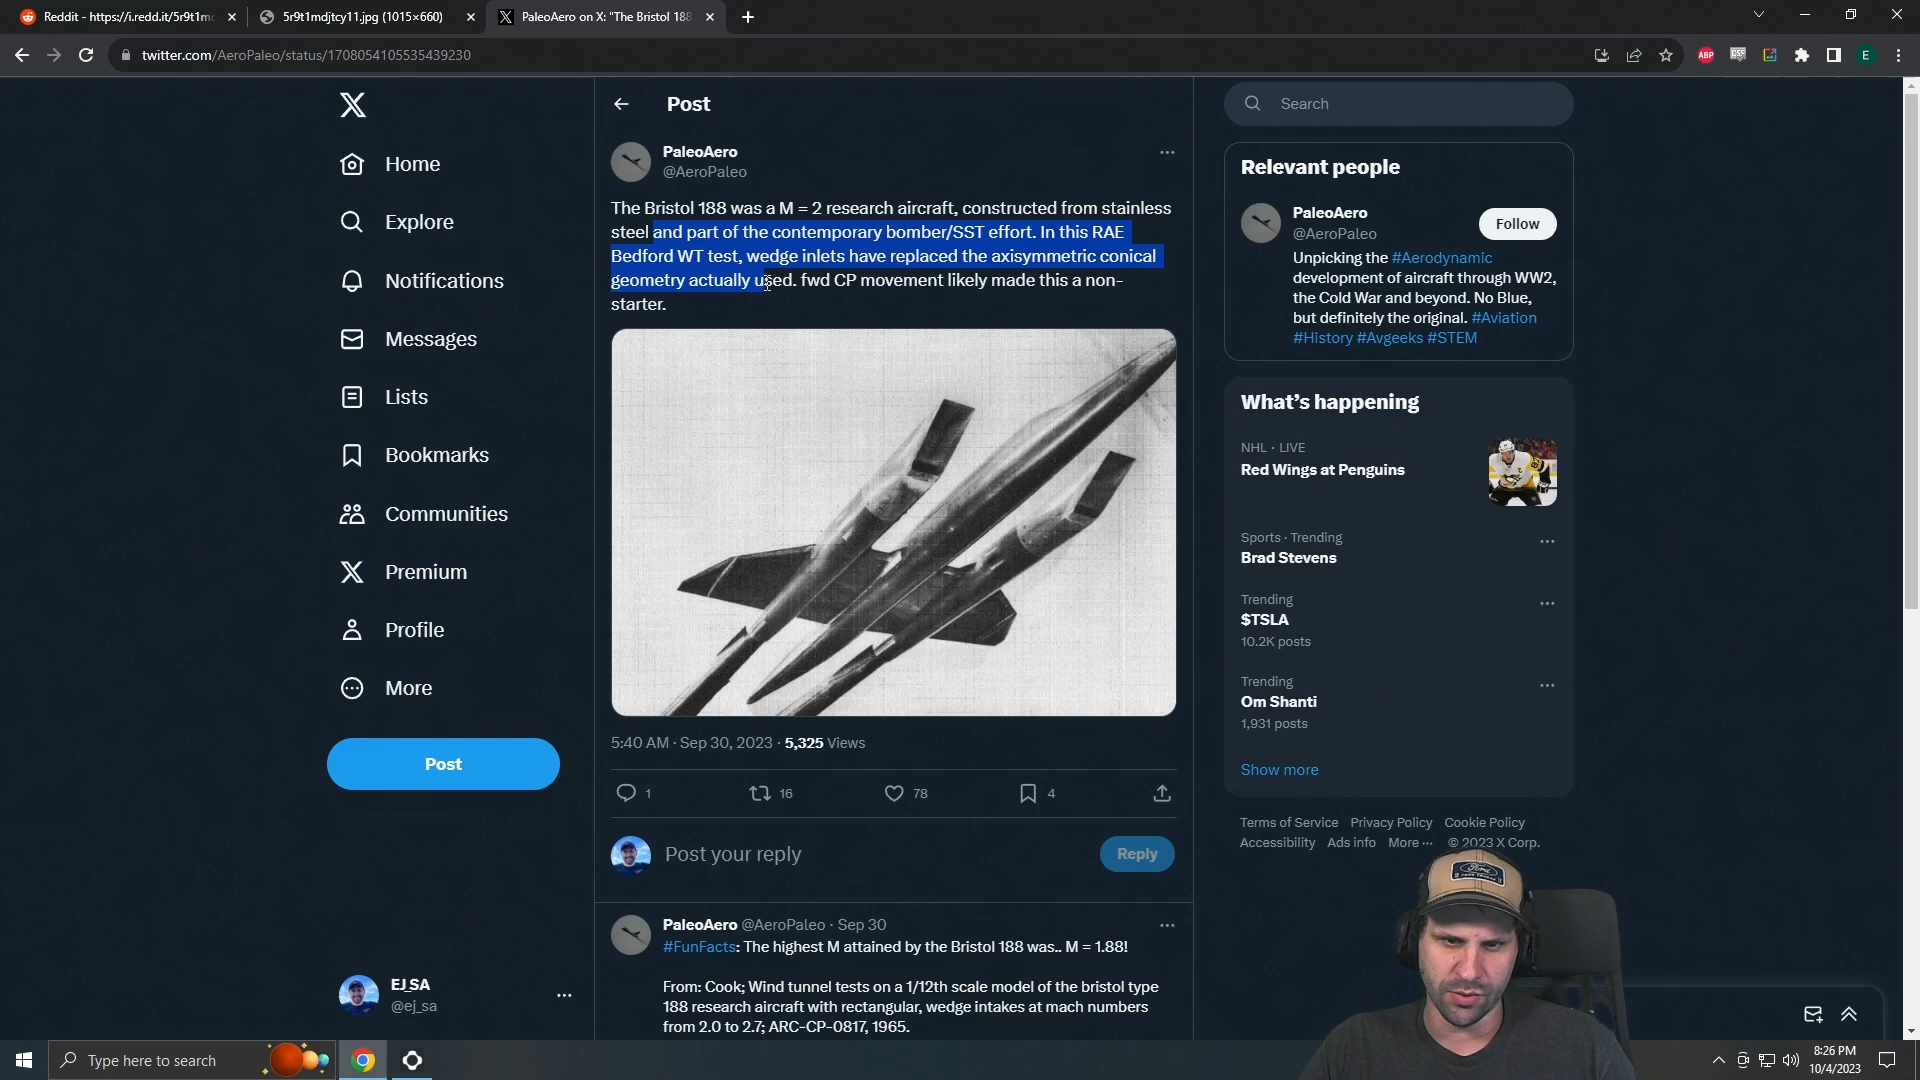 Reddit - https://i.redd.it/5r9t1mc
5r9t1mdjtcy11.jpg (1015×660)
PaleoAero on X: "The Bristol 188
twitter.com/AeroPaleo/status/1708054105535439230
ABP
E
Home
Explore
Notifications
Messages
Lists
Bookmarks
Communities
Premium
Profile
More
Post
EJ_SA
@ej_sa
Post
PaleoAero
@AeroPaleo
The Bristol 188 was a M = 2 research aircraft, constructed from stainless
steel and part of the contemporary bomber/SST effort. In this RAE
Bedford WT test, wedge inlets have replaced the axisymmetric conical
geometry actually used. fwd CP movement likely made this a non-
starter.
5:40 AM · Sep 30, 2023 · 5,325 Views
1
16
78
4
Post your reply
Reply
PaleoAero @AeroPaleo · Sep 30
#FunFacts: The highest M attained by the Bristol 188 was.. M = 1.88!
From: Cook; Wind tunnel tests on a 1/12th scale model of the bristol type
188 research aircraft with rectangular, wedge intakes at mach numbers
from 2.0 to 2.7; ARC-CP-0817, 1965.
Search
Relevant people
PaleoAero
@AeroPaleo
Follow
Unpicking the #Aerodynamic
development of aircraft through WW2,
the Cold War and beyond. No Blue,
but definitely the original. #Aviation
#History #Avgeeks #STEM
What's happening
NHL · LIVE
Red Wings at Penguins
Sports · Trending
Brad Stevens
Trending
$TSLA
10.2K posts
Trending
Om Shanti
1,931 posts
Show more
Terms of Service Privacy Policy Cookie Policy
Accessibility Ads info More ··· © 2023 X Corp.
Ford
Type here to search
8:26 PM
10/4/2023